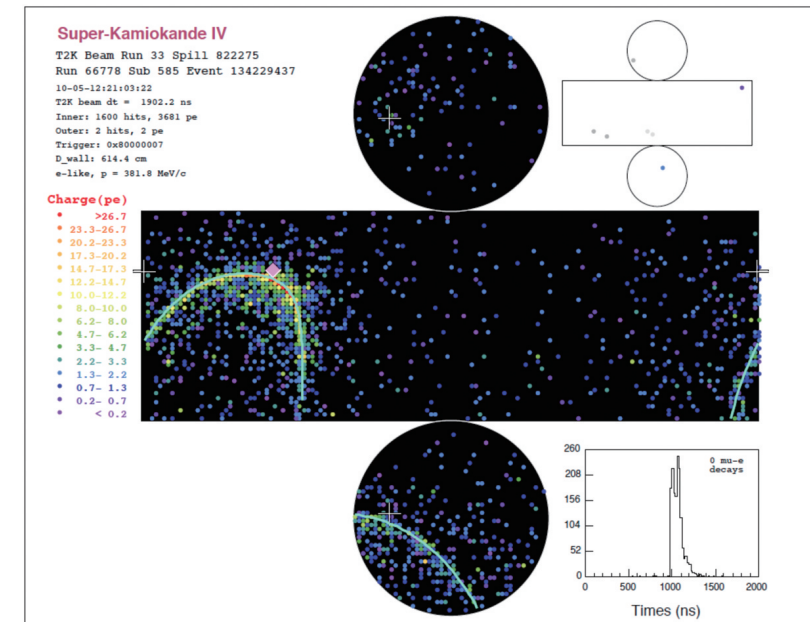 Super-Kamiokande IV
T2K Beam Run 33 Spill 822275
Run 66778 Sub 585 Event 134229437
10-05-12:21:03:22
T2K beam dt = 1902.2 ns
Inner: 1600 hits, 3681 pe
Outer: 2 hits, 2 pe
Trigger: 0x80000007
D_wall: 614.4 cm
e-like, p = 381.8 MeV/c
Charge(pe)
>26.7
23.3-26.7
20.2-23.3
17.3-20.2
14.7-17.3
12.2-14.7
10.0-12.2
8.0-10.0
6.2- 8.0
4.7- 6.2
3.3- 4.7
2.2- 3.3
1.3- 2.2
0.7- 1.3
0.2- 0.7
< 0.2
0 mu-e
decays
260
208
156
104
52
0
0 500 1000 1500 2000
Times (ns)